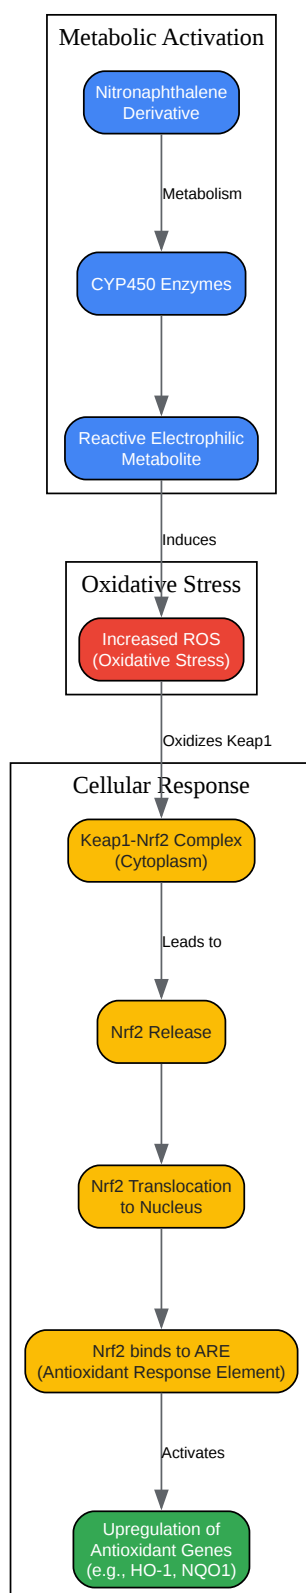 Metabolic Activation
Nitronaphthalene
Derivative
Metabolism
CYP450 Enzymes
Reactive Electrophilic
Metabolite
Induces
Oxidative Stress
Increased ROS
(Oxidative Stress)
Oxidizes Keap1
Cellular Response
Keap1-Nrf2 Complex
(Cytoplasm)
Leads to
Nrf2 Release
Nrf2 Translocation
to Nucleus
Nrf2 binds to ARE
(Antioxidant Response Element)
Activates
Upregulation of
Antioxidant Genes
(e.g., HO-1, NQO1)